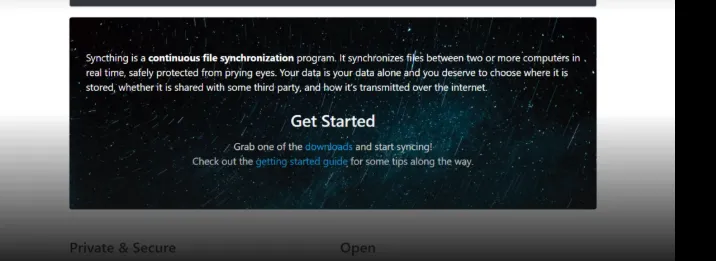 Syncthing is a continuous file synchronization program. It synchronizes files between two or more computers in
real time, safely protected from prying eyes. Your data is your data alone and you deserve to choose where it is
stored, whether it is shared with some third party, and how it's transmitted over the internet.
Get Started
Grab one of the downloads and start syncing!
Check out the getting started guide for some tips along the way.
Private & Secure
Open